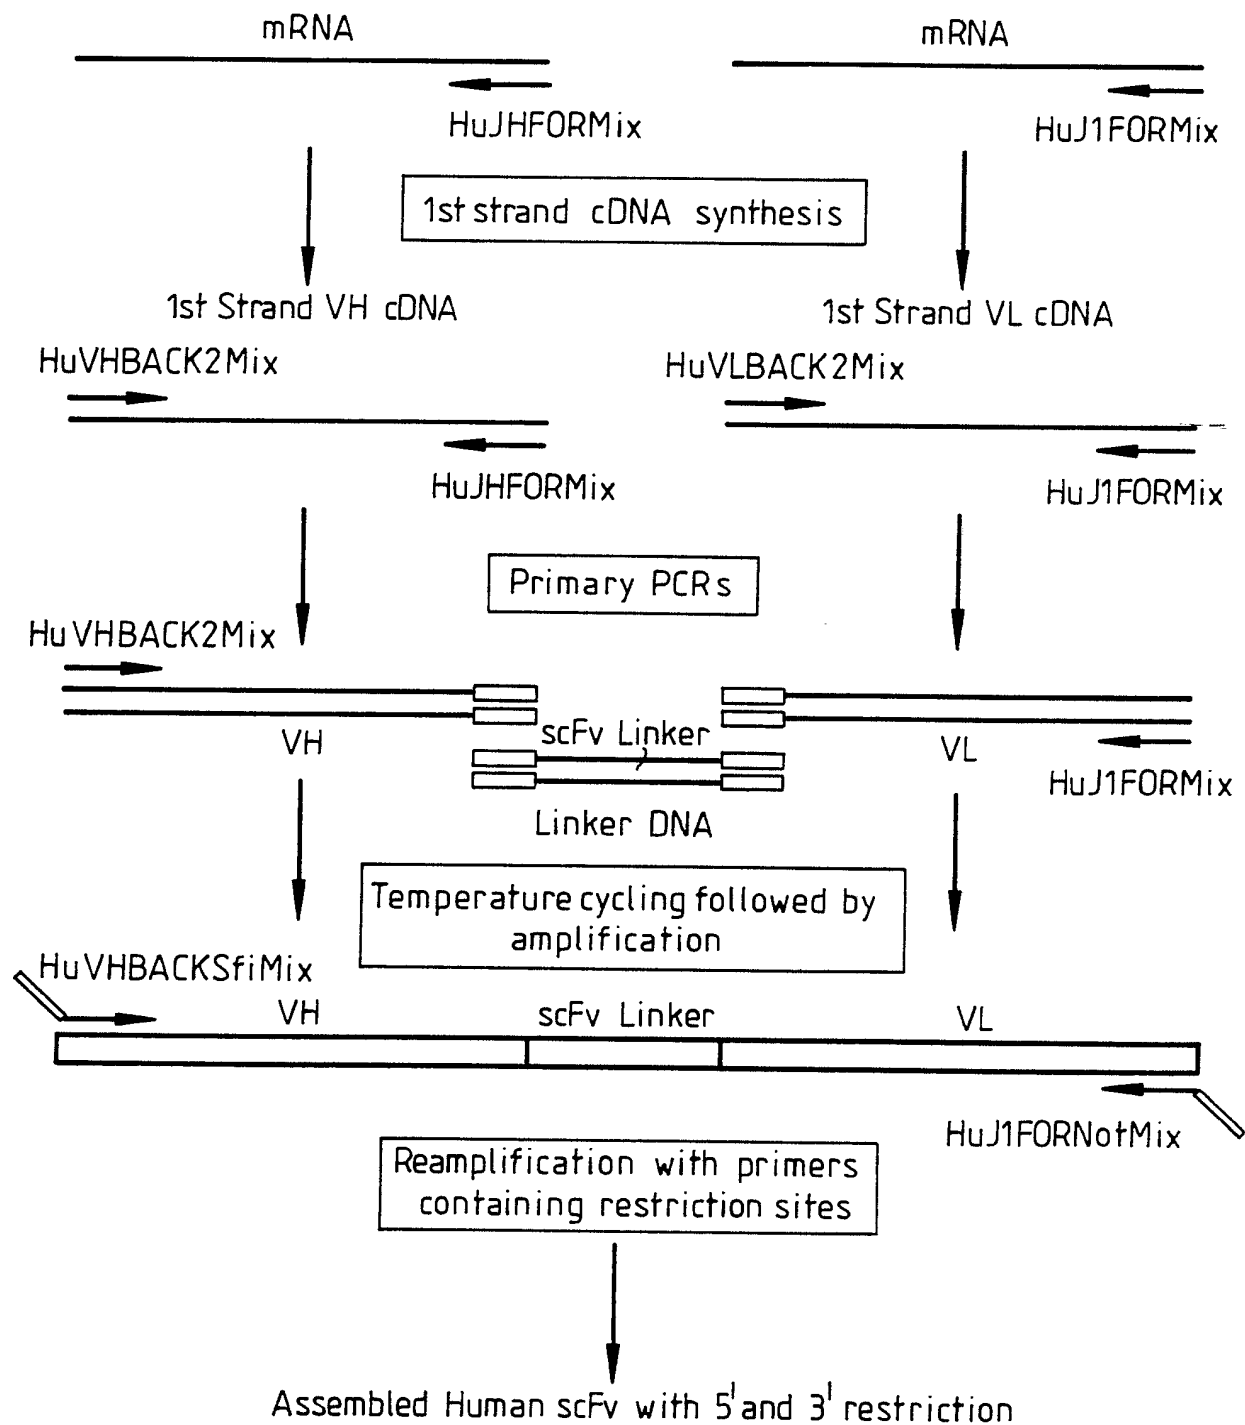 mRNA
mRNA
HuJHFORMix
HuJ1FORMix
1st strand cDNA synthesis
1st Strand VH cDNA
1st Strand VL cDNA
HuVHBACK2Mix
HuVLBACK2Mix
HuJHFORMix
HuJ1FORMix
Primary PCRs
HuVHBACK2Mix
VH
scFv Linker
VL
HuJ1FORMix
Linker DNA
Temperature cycling followed by
amplification
HuVHBACKSfiMix
VH
scFv Linker
VL
HuJ1FORNotMix
Reamplification with primers
containing restriction sites
Assembled Human scFv with 5' and 3' restriction